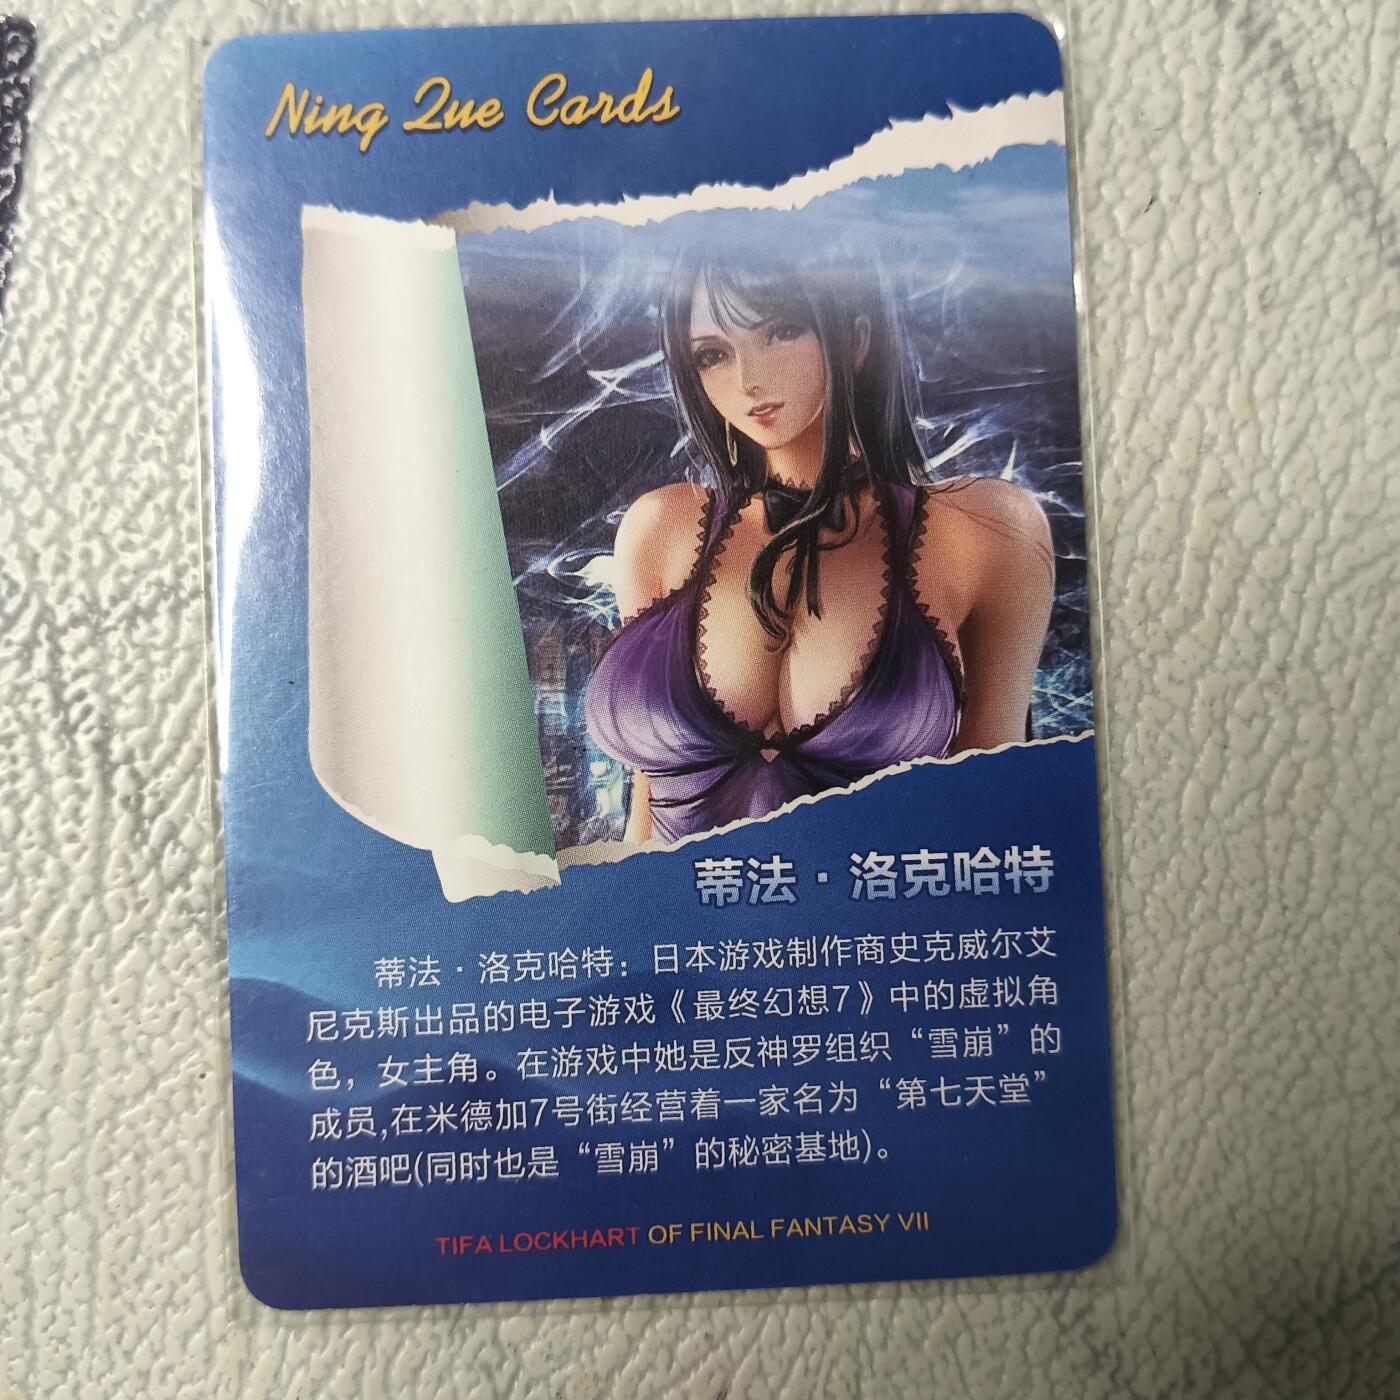 Ning Que Cards
蒂法·洛克哈特
蒂法·洛克哈特：日本游戏制作商史克威尔艾
尼克斯出品的电子游戏《最终幻想7》中的虚拟角
色，女主角。在游戏中她是反神罗组织“雪崩”的
成员,在米德加7号街经营着一家名为“第七天堂”
的酒吧(同时也是“雪崩”的秘密基地)。
TIFA LOCKHART OF FINAL FANTASY VII